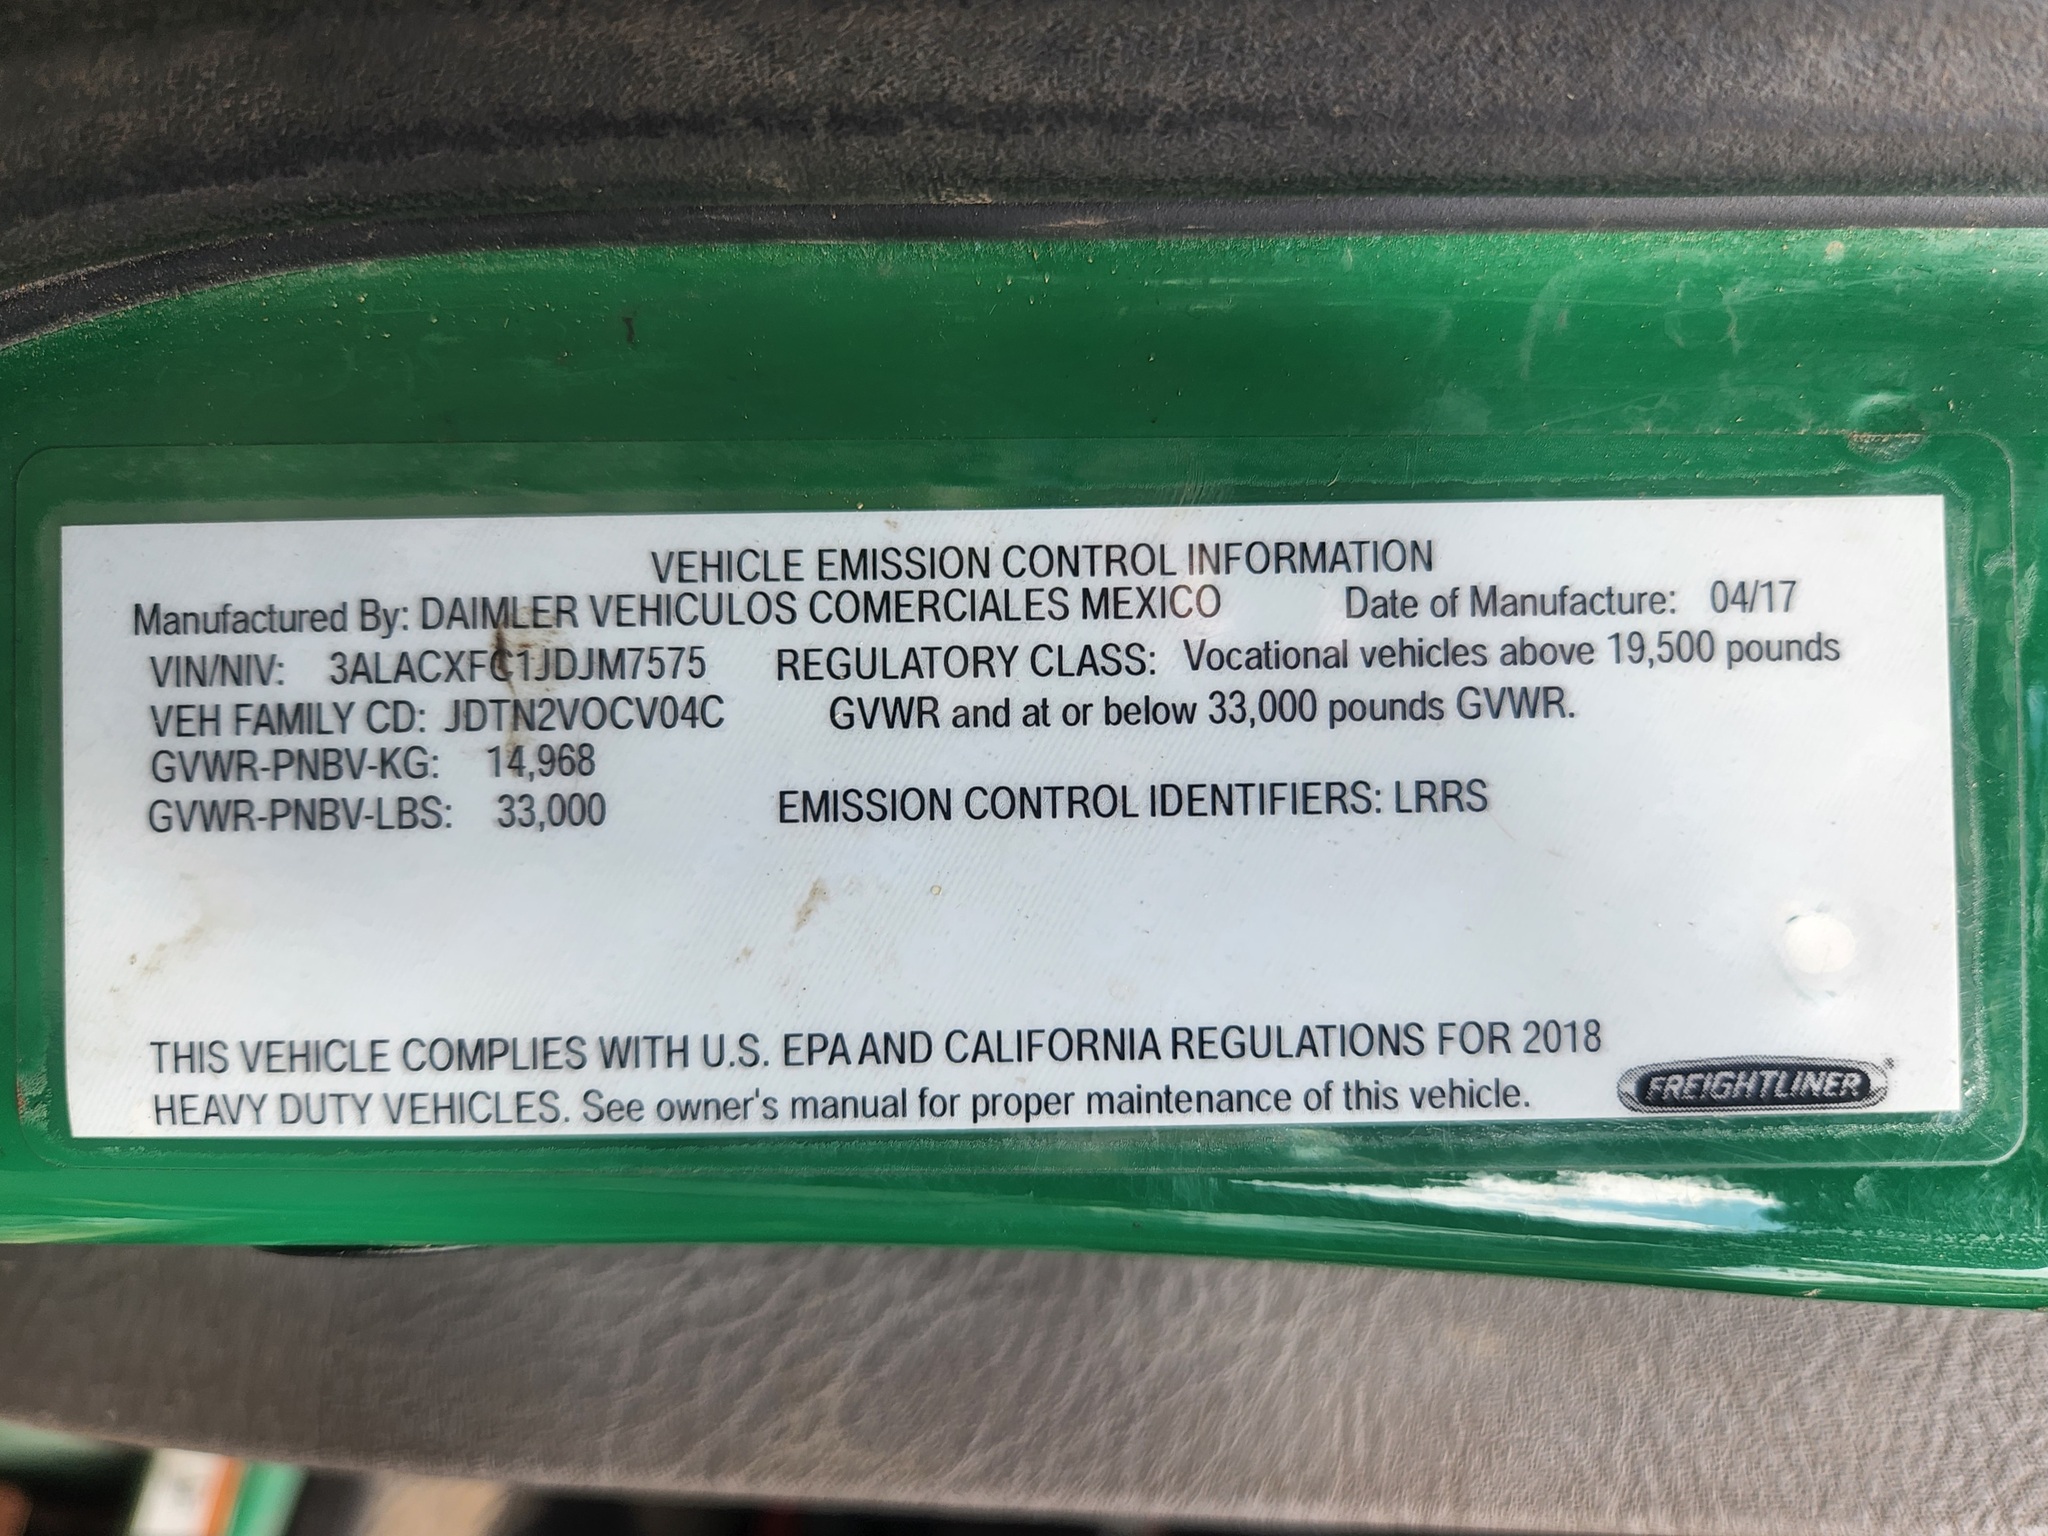 VEHICLE EMISSION CONTROL INFORMATION
Manufactured By: DAIMLER VEHICULOS COMERCIALES MEXICO Date of Manufacture: 04/17
VIN/NIV: 3ALACXFC1JDJM7575 REGULATORY CLASS: Vocational vehicles above 19,500 pounds
VEH FAMILY CD: JDTN2VOCV04C GVWR and at or below 33,000 pounds GVWR.
GVWR-PNBV-KG: 14,968
GVWR-PNBV-LBS: 33,000 EMISSION CONTROL IDENTIFIERS: LRRS
THIS VEHICLE COMPLIES WITH U.S. EPA AND CALIFORNIA REGULATIONS FOR 2018
HEAVY DUTY VEHICLES. See owner's manual for proper maintenance of this vehicle.
FREIGHTLINER®